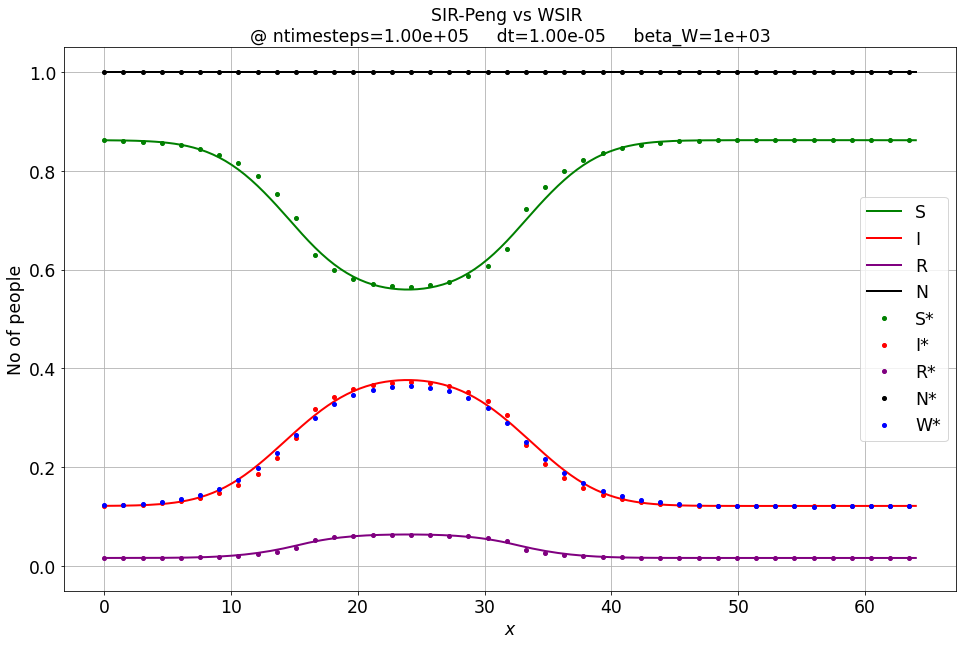 SIR-Peng vs WSIR
@ ntimesteps=1.00e+05 dt=1.00e-05 beta_W=1e+03
No of people
1.0
0.8
0.6
0.4
0.2
0.0
S
I
R
N
S*
I*
R*
N*
W*
0 10 20 30 40 50 60
x